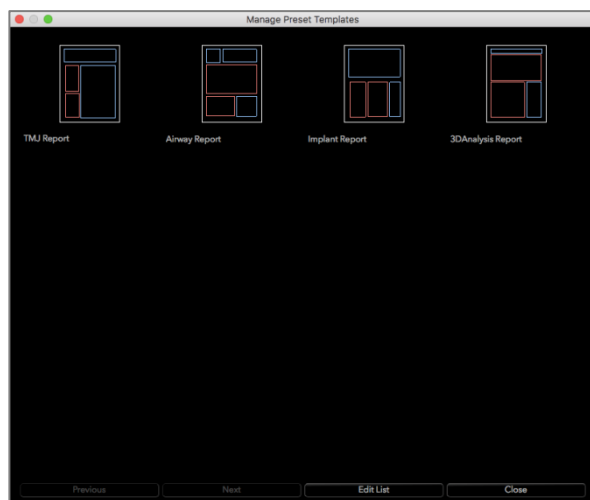 Manage Preset Templates
TMJ Report
Airway Report
Implant Report
3DAnalysis Report
Previous
Next
Edit List
Close